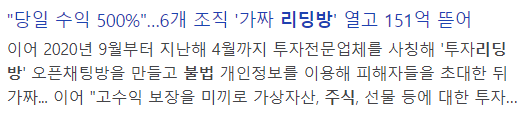 "당일 수익 500%"...6개 조직 '가짜 리딩방' 열고 151억 뜯어
이어 2020년 9월부터 지난해 4월까지 투자전문업체를 사칭해 '투자리딩
방' 오픈채팅방을 만들고 불법 개인정보를 이용해 피해자들을 초대한 뒤
가짜... 이어 "고수익 보장을 미끼로 가상자산, 주식, 선물 등에 대한 투자...